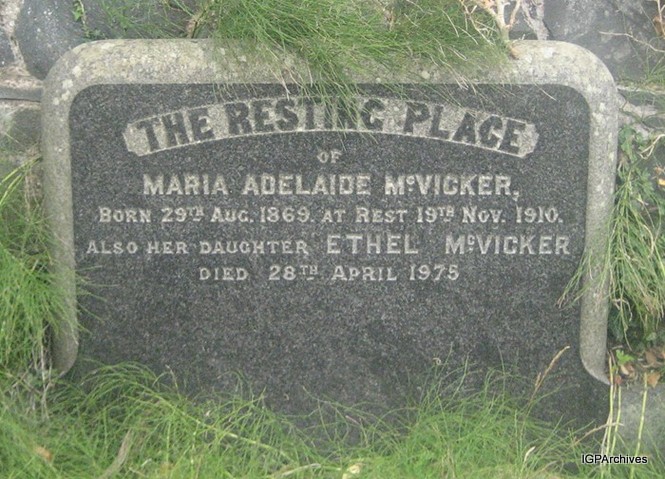 THE RESTING PLACE
OF
MARIA ADELAIDE McVICKER,
BORN 29TH AUG. 1869. AT REST 19TH NOV. 1910.
ALSO HER DAUGHTER ETHEL McVICKER
DIED 28TH APRIL 1975
IGPArchives